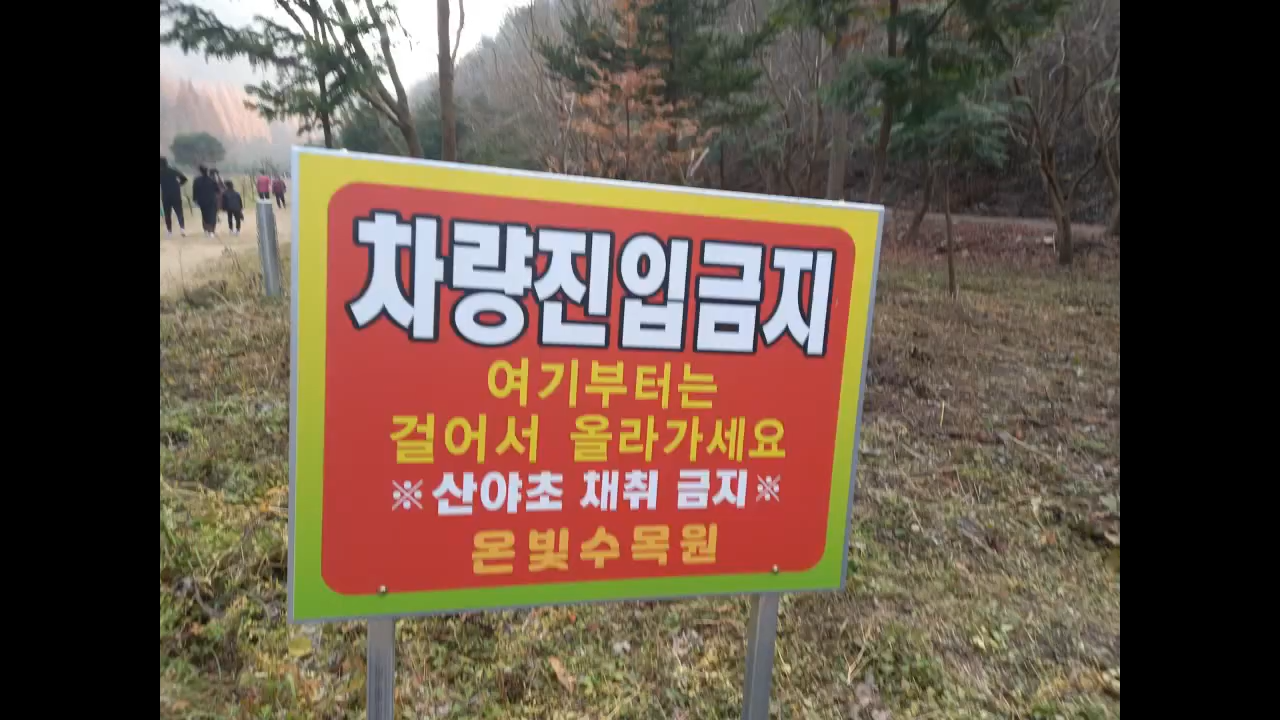 차량진입금지
여기부터는
걸어서 올라가세요
※산야초 채취 금지※
온빛수목원